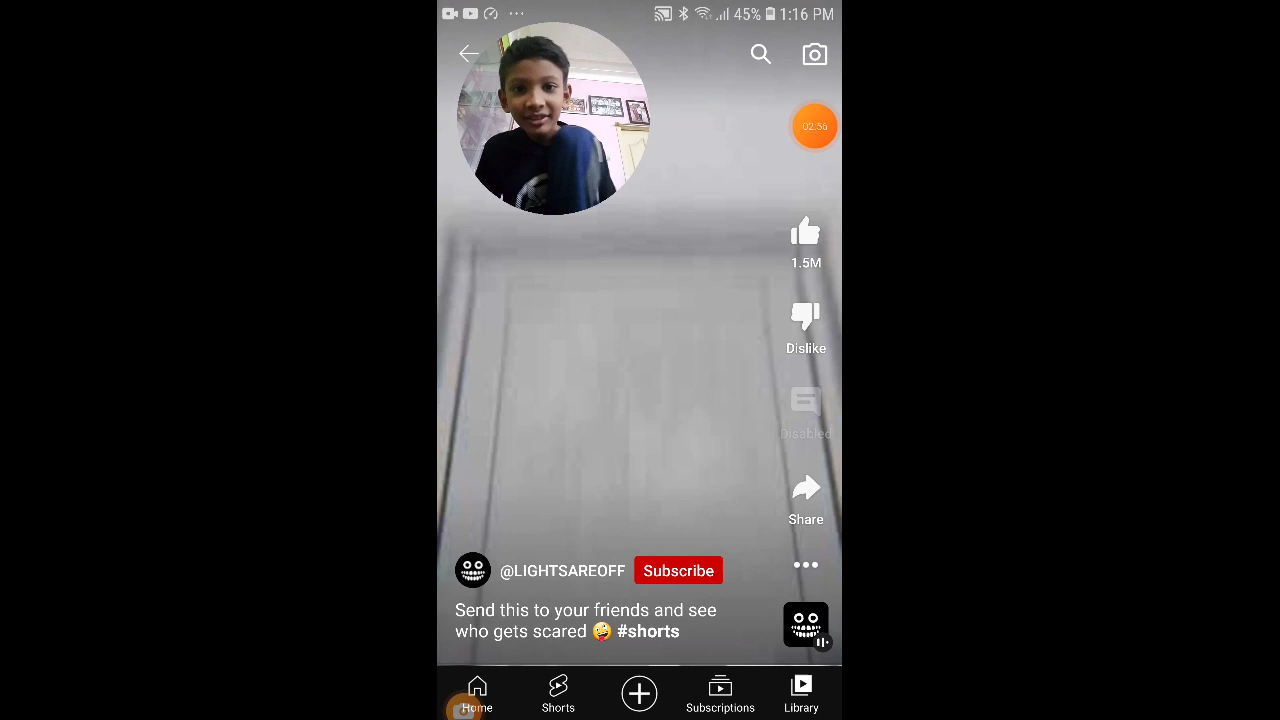 45% 1:16 PM
02:56
1.5M
Dislike
Disabled
Share
@LIGHTSAREOFF Subscribe
Send this to your friends and see
who gets scared 🤪 #shorts
Home Shorts Subscriptions Library